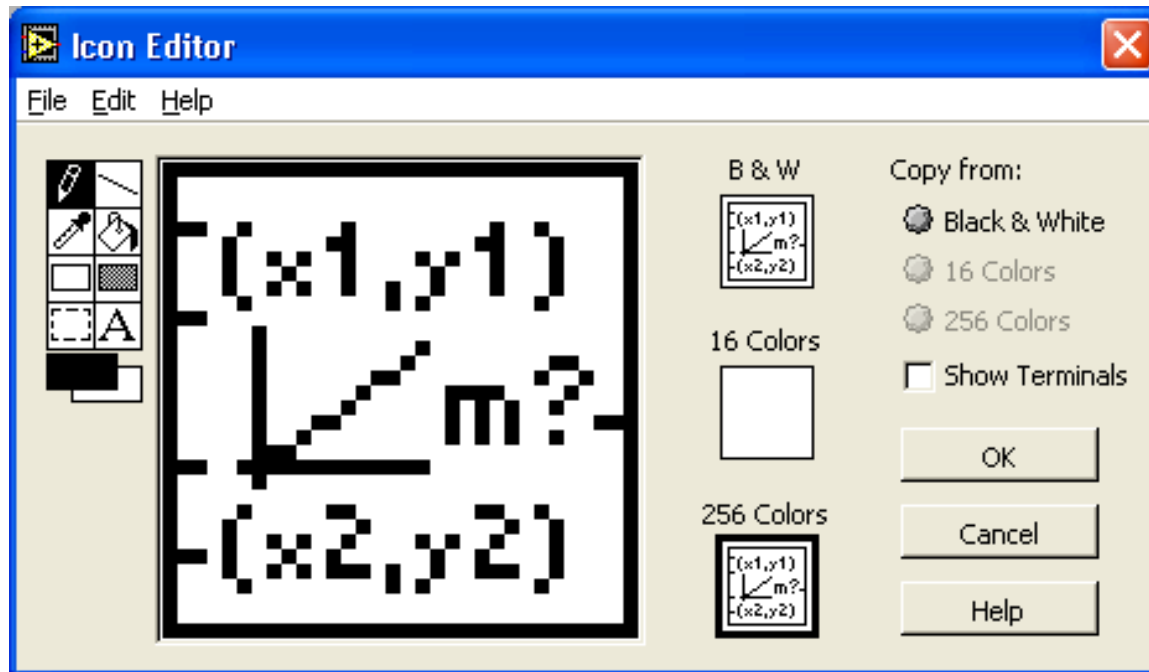 Icon Editor
File Edit Help
(x1,y1)
m?
(x2,y2)
A
B & W
(x1,y1)
m?
(x2,y2)
16 Colors
256 Colors
(x1,y1)
m?
(x2,y2)
Copy from:
Black & White
16 Colors
256 Colors
Show Terminals
OK
Cancel
Help